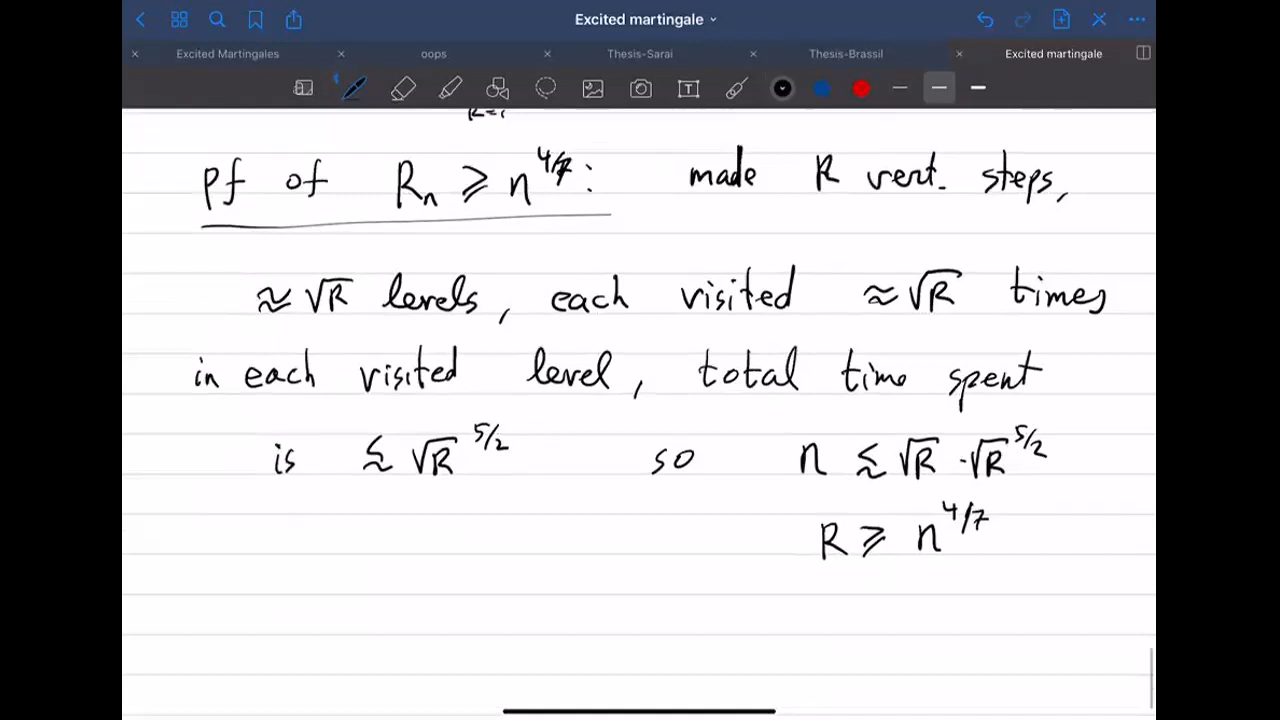 Excited martingale
Excited Martingales
oops
Thesis-Sarai
Thesis-Brassil
Excited martingale
pf of Rₙ ⩾ n^{4/7}: made R vert. steps,
≈ √R levels, each visited ≈ √R times
in each visited level, total time spent
is ≲ √R^{5/2} so n ≲ √R · √R^{5/2}
R ⩾ n^{4/7}